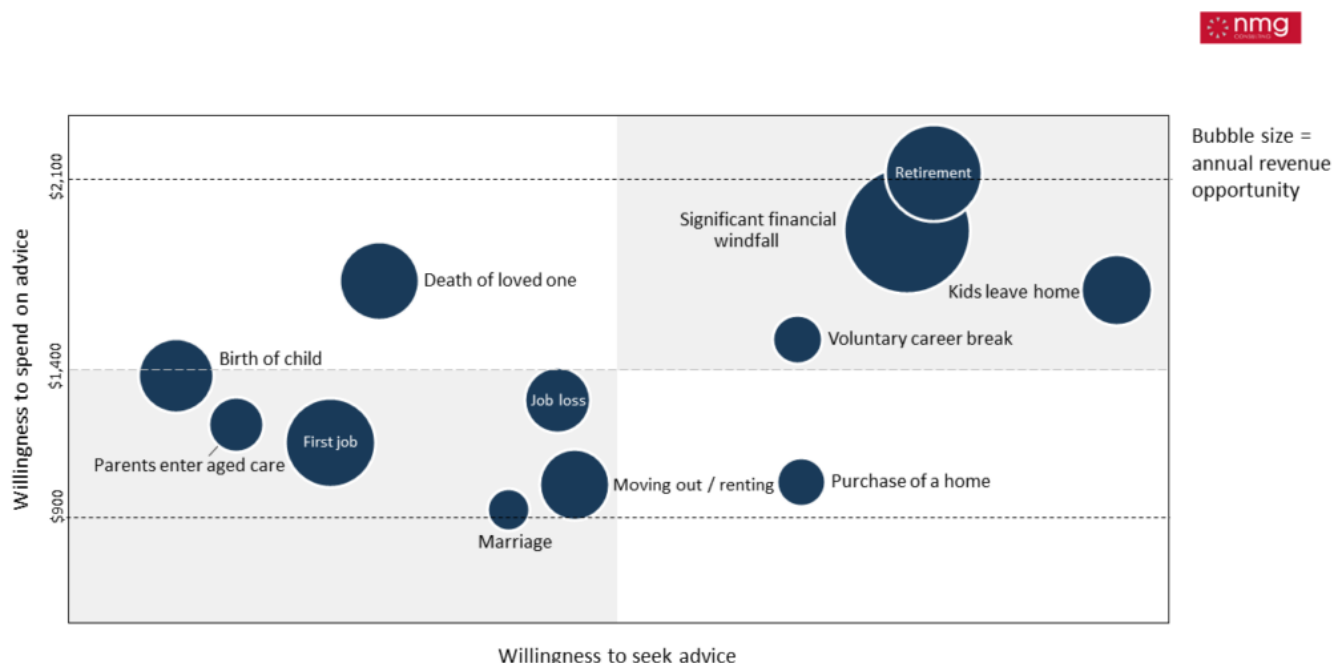 nmg
CONSULTING
Bubble size =
annual revenue
opportunity
Willingness to spend on advice
$2,100
$1,400
$900
Retirement
Significant financial
windfall
Death of loved one
Kids leave home
Voluntary career break
Birth of child
Job loss
First job
Parents enter aged care
Moving out / renting
Purchase of a home
Marriage
Willingness to seek advice